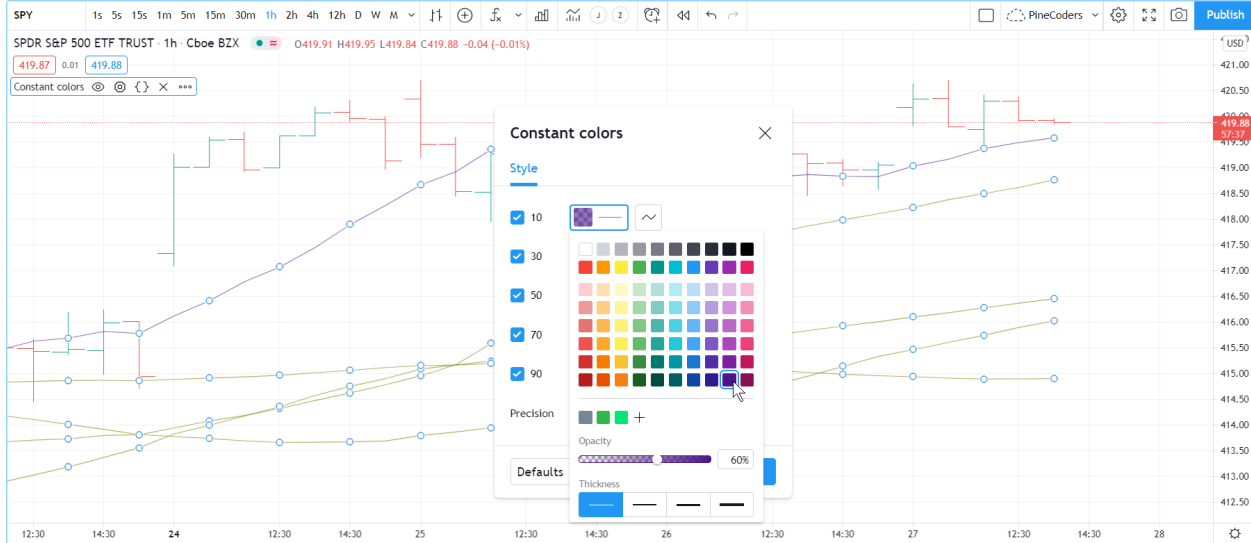 SPY 1s 5s 15s 1m 5m 15m 30m 1h 2h 4h 12h D W M PineCoders Publish
SPDR S&P 500 ETF TRUST · 1h · Cboe BZX O419.91 H419.95 L419.84 C419.88 −0.04 (−0.01%)
USD
419.87 0.01 419.88
421.00
Constant colors
420.50
419.88
57:37
419.50
419.00
418.50
418.00
417.50
417.00
416.50
416.00
415.50
415.00
414.50
414.00
413.50
413.00
412.50
Constant colors
Style
10
30
50
70
90
Precision
Defaults
Opacity
60%
Thickness
12:30 14:30 24 12:30 14:30 25 12:30 14:30 26 12:30 14:30 27 12:30 14:30 28